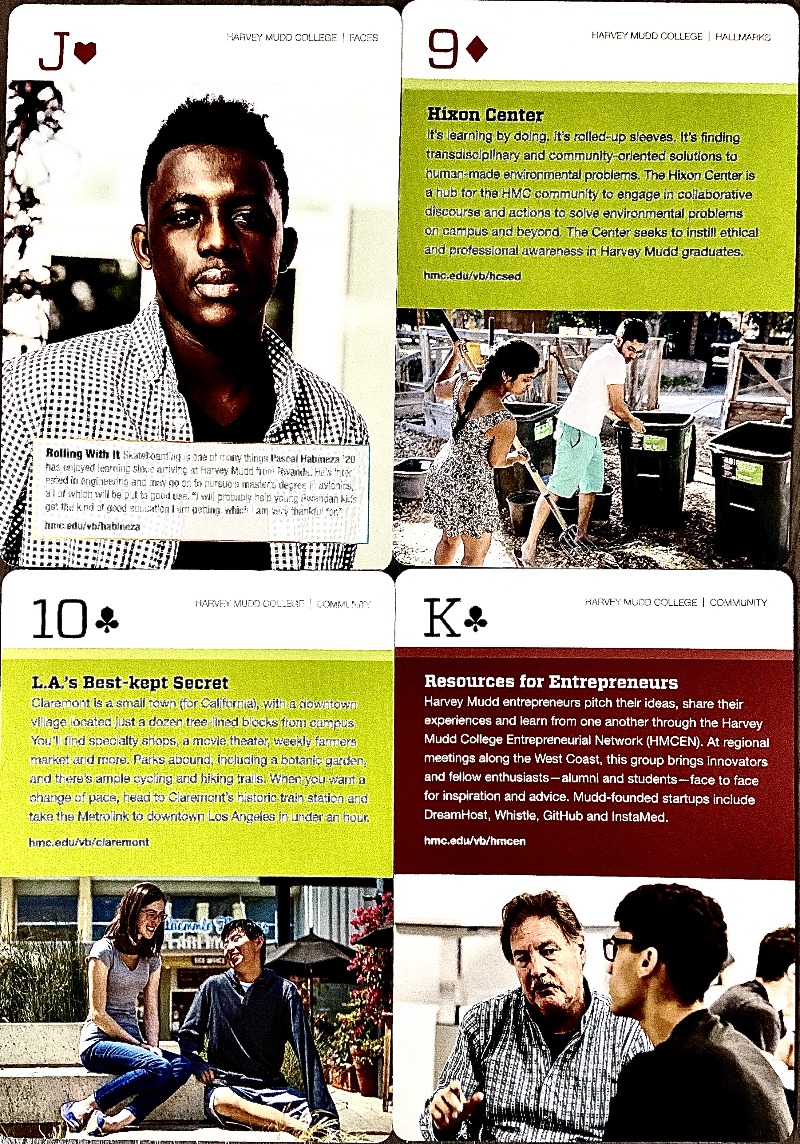 J♥
HARVEY MUDD COLLEGE | FACES
Rolling With It Skateboarding is one of many things Pascal Habineza '20
has enjoyed learning since arriving at Harvey Mudd from Rwanda. He's inter-
ested in engineering and may go on to pursue a master's degree in avionics,
all of which will be put to good use. "I will probably help young Rwandan kids
get the kind of good education I am getting, which I am very thankful for."
hmc.edu/vb/habineza
9♦
HARVEY MUDD COLLEGE | HALLMARKS
Hixon Center
It's learning by doing. It's rolled-up sleeves. It's finding
transdisciplinary and community-oriented solutions to
human-made environmental problems. The Hixon Center is
a hub for the HMC community to engage in collaborative
discourse and actions to solve environmental problems
on campus and beyond. The Center seeks to instill ethical
and professional awareness in Harvey Mudd graduates.
hmc.edu/vb/hcsed
10♣
HARVEY MUDD COLLEGE | COMMUNITY
L.A.'s Best-kept Secret
Claremont is a small town (for California), with a downtown
village located just a dozen tree-lined blocks from campus.
You'll find specialty shops, a movie theater, weekly farmers
market and more. Parks abound, including a botanic garden,
and there's ample cycling and hiking trails. When you want a
change of pace, head to Claremont's historic train station and
take the Metrolink to downtown Los Angeles in under an hour.
hmc.edu/vb/claremont
K♣
HARVEY MUDD COLLEGE | COMMUNITY
Resources for Entrepreneurs
Harvey Mudd entrepreneurs pitch their ideas, share their
experiences and learn from one another through the Harvey
Mudd College Entrepreneurial Network (HMCEN). At regional
meetings along the West Coast, this group brings innovators
and fellow enthusiasts—alumni and students—face to face
for inspiration and advice. Mudd-founded startups include
DreamHost, Whistle, GitHub and InstaMed.
hmc.edu/vb/hmcen